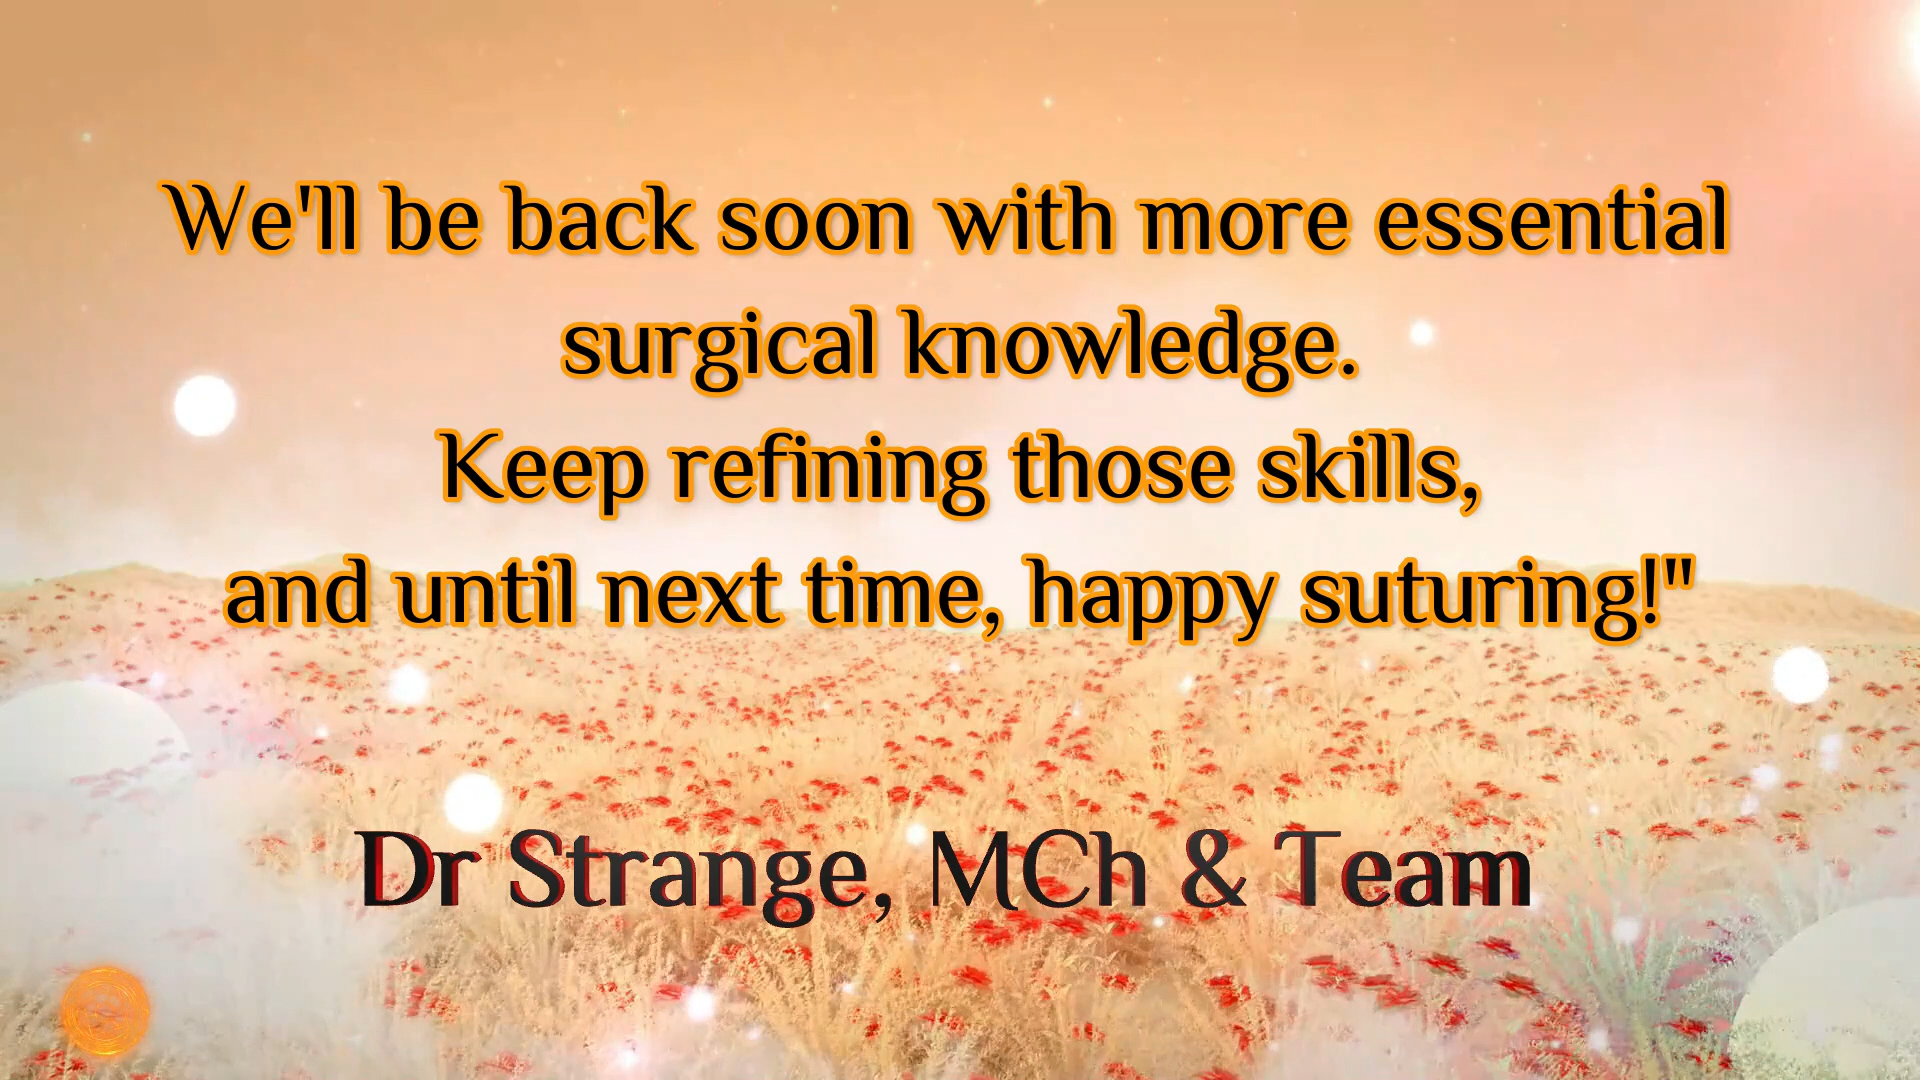 We'll be back soon with more essential
surgical knowledge.
Keep refining those skills,
and until next time, happy suturing!"
Dr Strange, MCh & Team